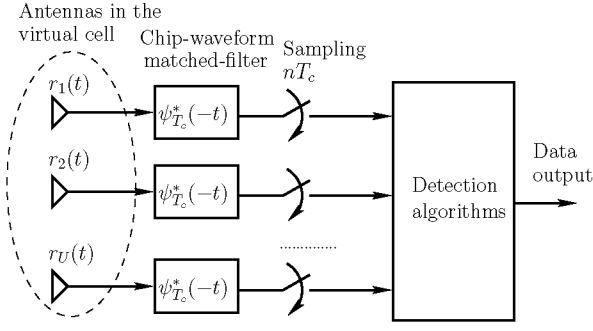 Antennas in the
virtual cell
Chip-waveform
matched-filter
Sampling
nT_c
r_1(t)
ψ*_{T_c}(−t)
r_2(t)
ψ*_{T_c}(−t)
Detection
algorithms
Data
output
..............
r_U(t)
ψ*_{T_c}(−t)